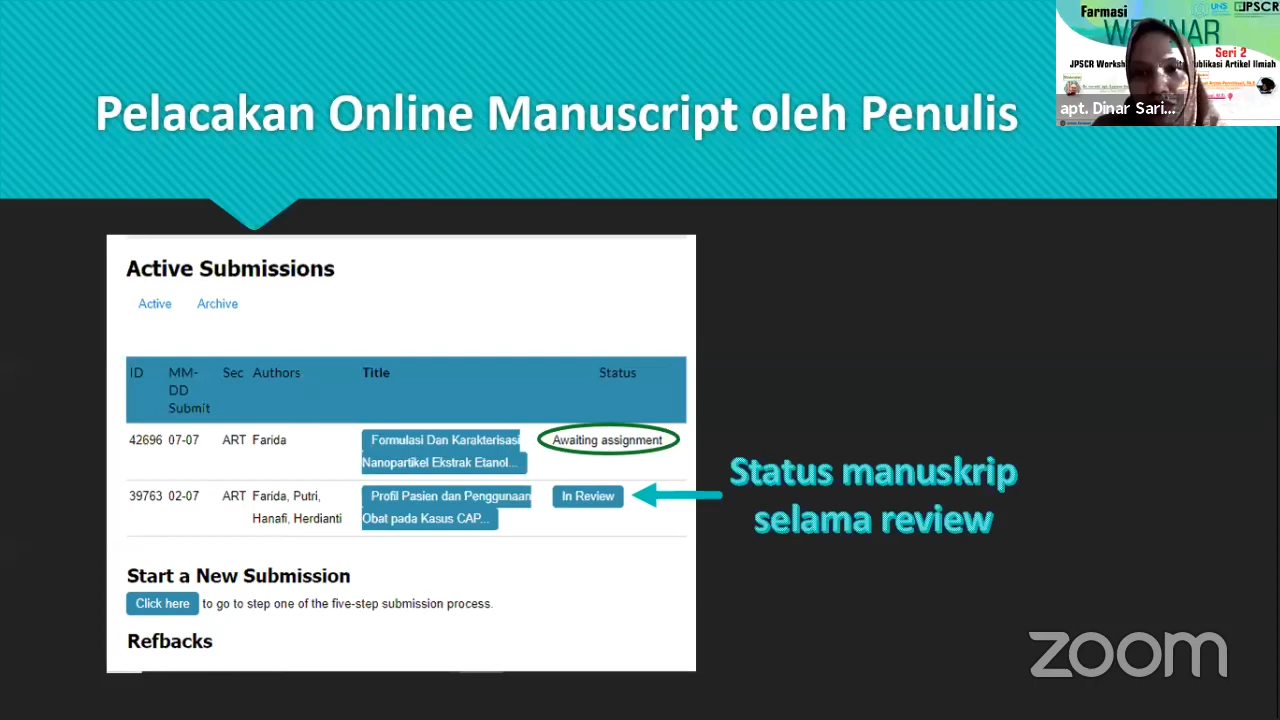 Farmasi
UNS
JPSCR
Seri 2
apt. Dinar Sari...
Pelacakan Online Manuscript oleh Penulis
Active Submissions
Active Archive
ID MM-DD Submit Sec Authors Title Status
42696 07-07 ART Farida Formulasi Dan Karakterisasi Nanopartikel Ekstrak Etanol... Awaiting assignment
39763 02-07 ART Farida, Putri, Hanafi, Herdianti Profil Pasien dan Penggunaan Obat pada Kasus CAP... In Review
Status manuskrip
selama review
Start a New Submission
Click here to go to step one of the five-step submission process.
Refbacks
zoom